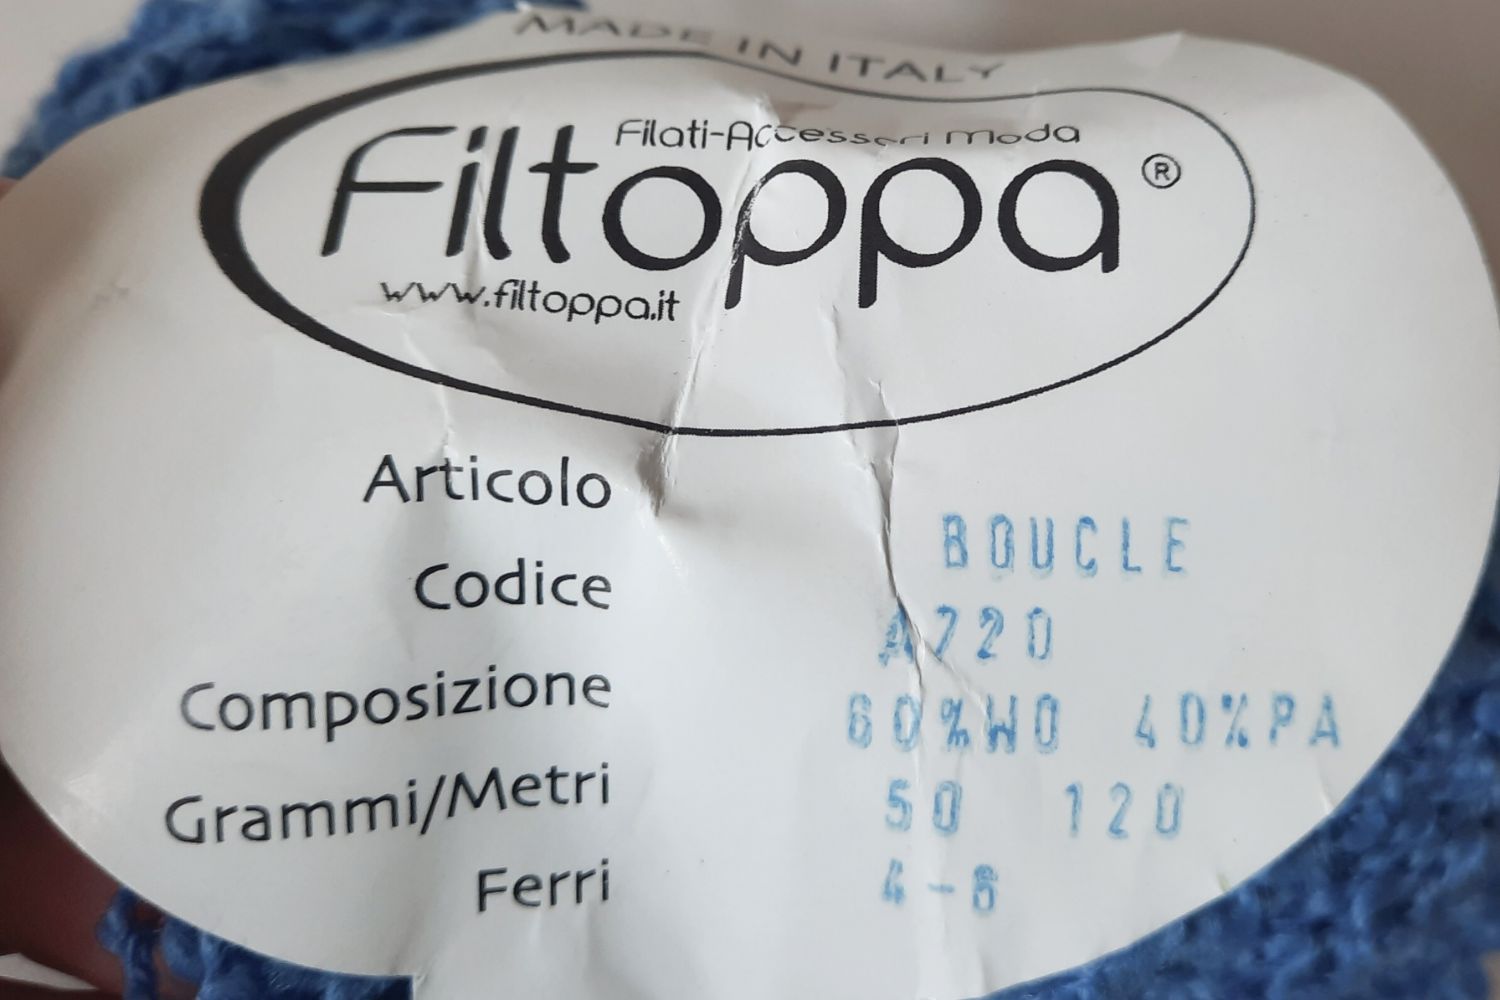 MADE IN ITALY
Filati-Accessori moda
Filtoppa ®
www.filtoppa.it
Articolo BOUCLE
Codice A720
Composizione 60%WO 40%PA
Grammi/Metri 50 120
Ferri 4-6